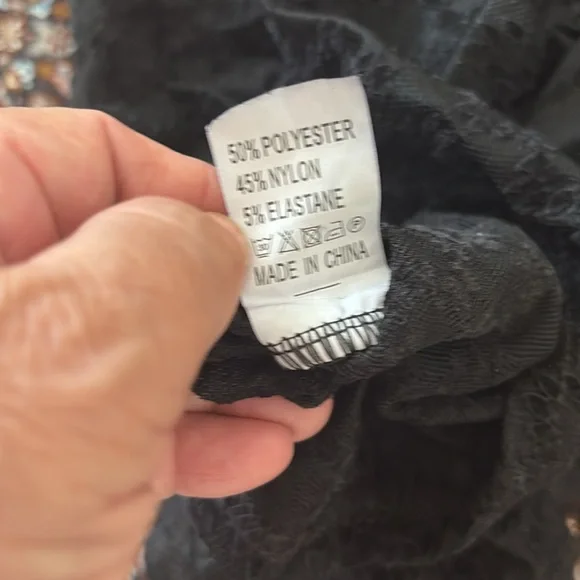 50% POLYESTER
45% NYLON
5% ELASTANE
MADE IN CHINA